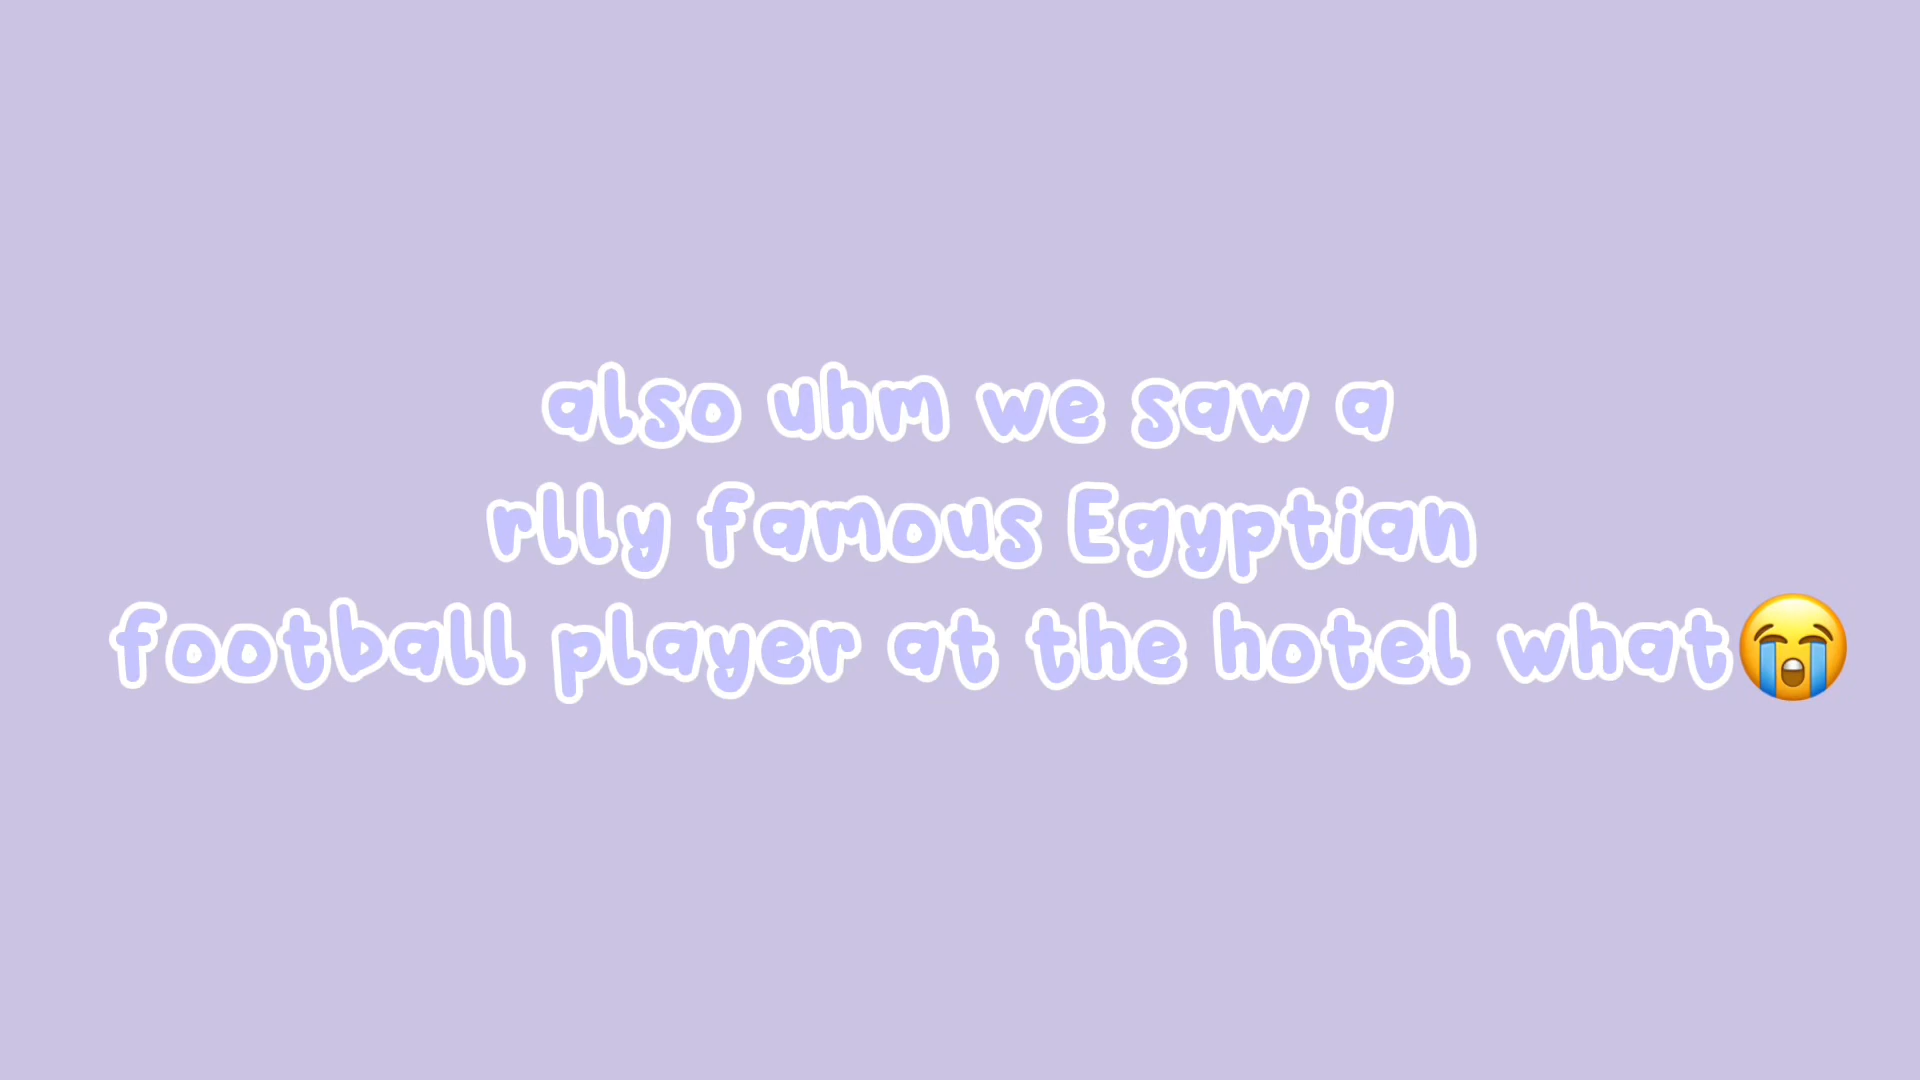 also uhm we saw a
rlly famous Egyptian
football player at the hotel what😭